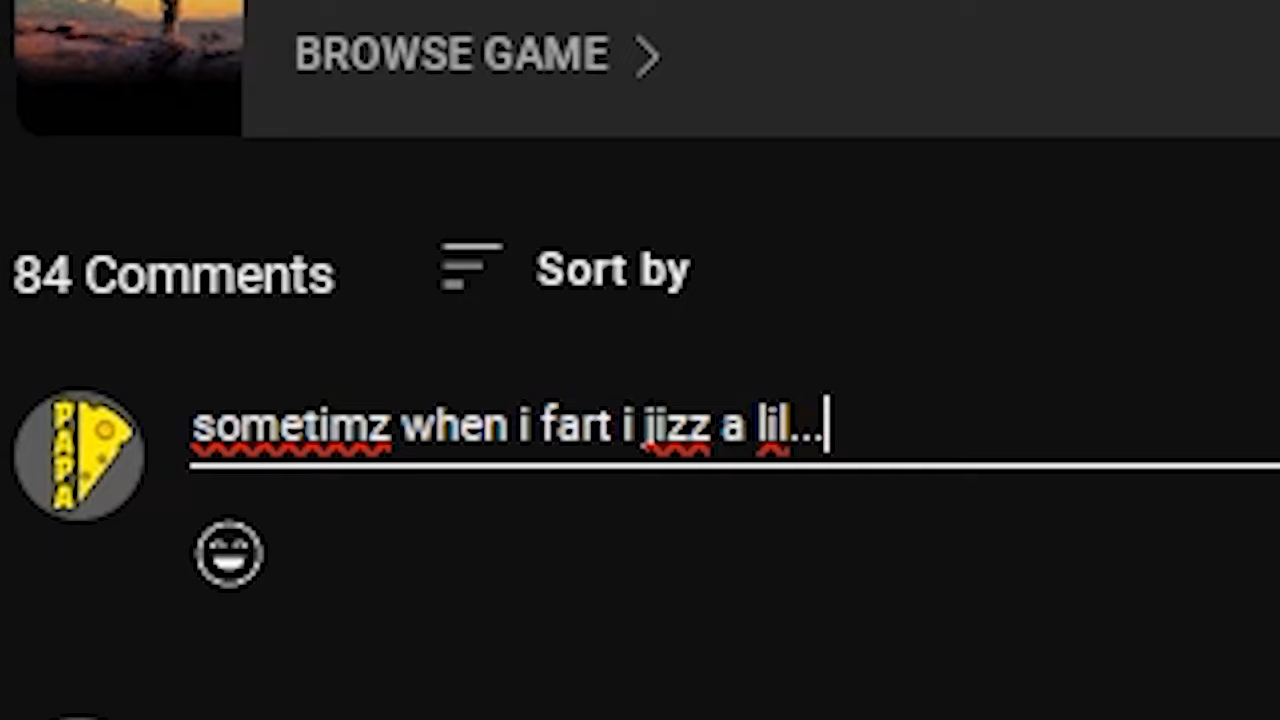 BROWSE GAME
84 Comments
Sort by
PAPA
sometimz when i fart i jizz a lil...